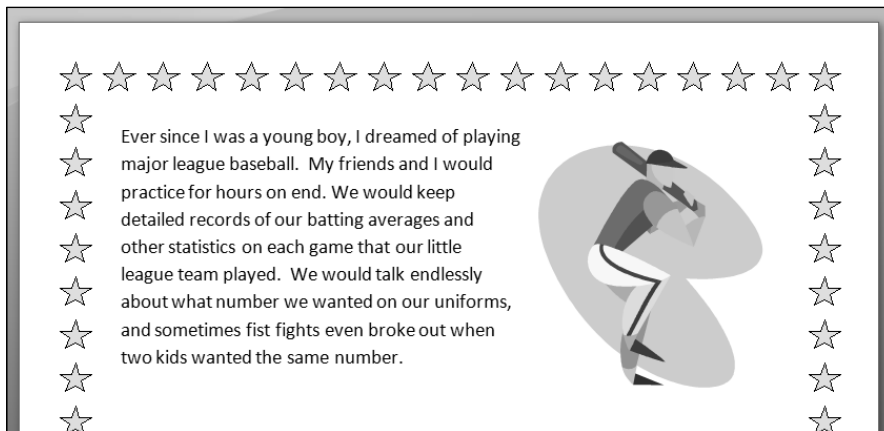 Ever since I was a young boy, I dreamed of playing
major league baseball.  My friends and I would
practice for hours on end. We would keep
detailed records of our batting averages and
other statistics on each game that our little
league team played.  We would talk endlessly
about what number we wanted on our uniforms,
and sometimes fist fights even broke out when
two kids wanted the same number.